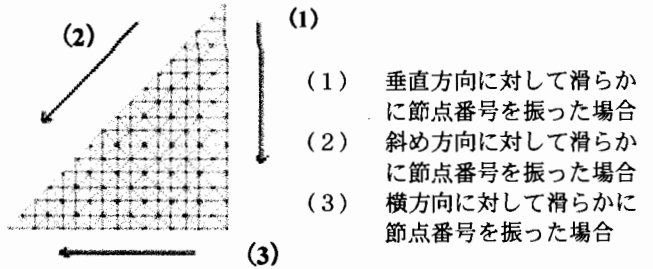 (2)
(1)
(1) 垂直方向に対して滑らか
に節点番号を振った場合
(2) 斜め方向に対して滑らか
に節点番号を振った場合
(3) 横方向に対して滑らかに
節点番号を振った場合
(3)